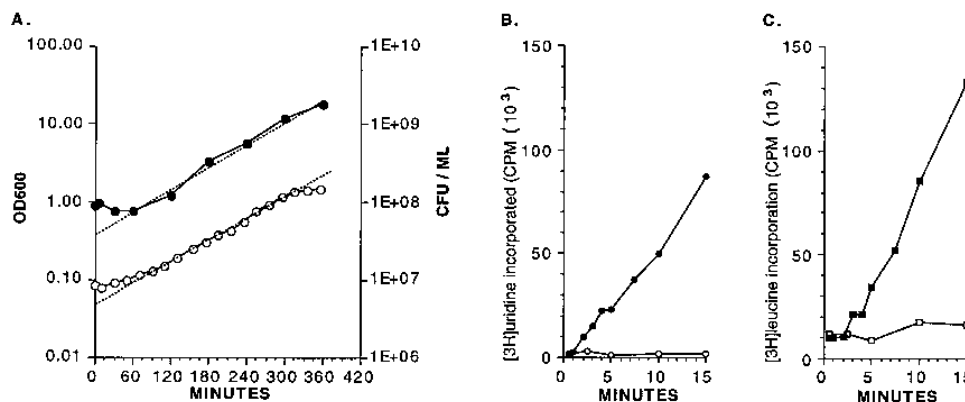 A.
100.00
10.00
1.00
0.10
0.01
OD600
1E+10
1E+09
1E+08
1E+07
1E+06
CFU / ML
0 60 120 180 240 300 360 420
MINUTES
B.
150
100
50
0
[3H]uridine incorporated (CPM ( 10⁻³)
0 5 10 15
MINUTES
C.
150
100
50
0
[3H]leucine incorporation (CPM ( 10⁻³)
0 5 10 15
MINUTES